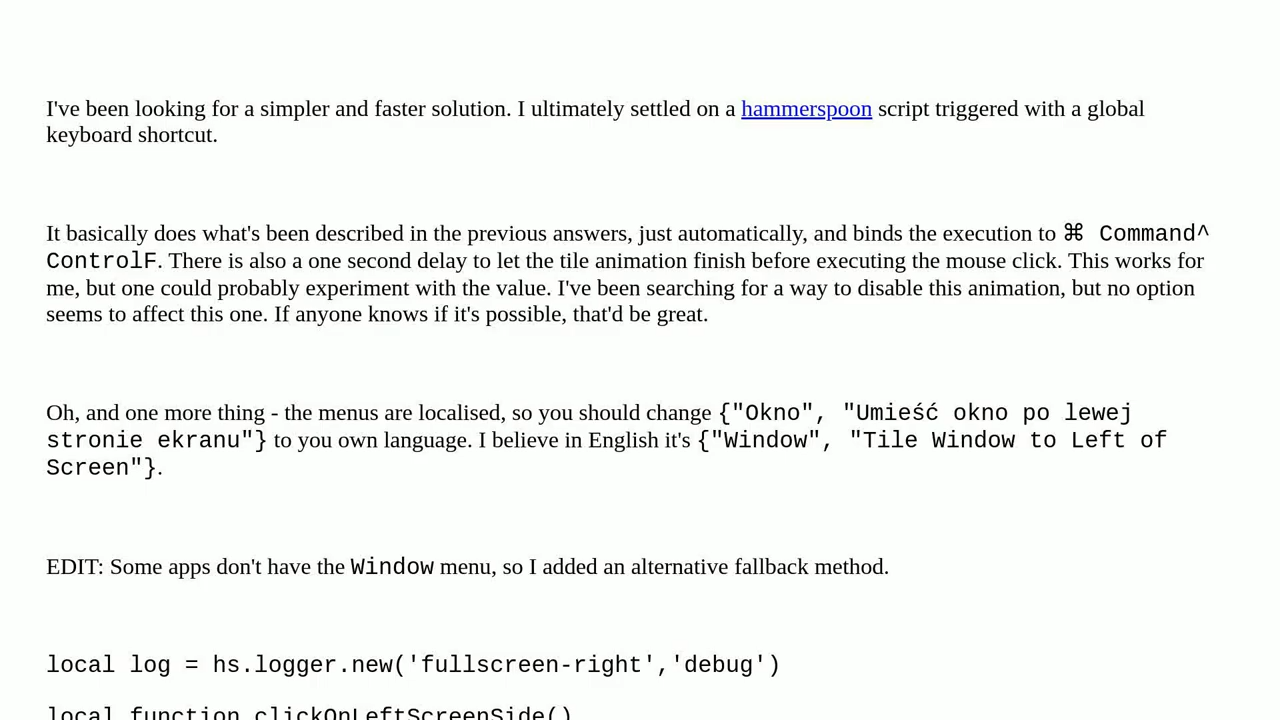 I've been looking for a simpler and faster solution. I ultimately settled on a hammerspoon script triggered with a global
keyboard shortcut.
It basically does what's been described in the previous answers, just automatically, and binds the execution to ⌘ Command^
ControlF. There is also a one second delay to let the tile animation finish before executing the mouse click. This works for
me, but one could probably experiment with the value. I've been searching for a way to disable this animation, but no option
seems to affect this one. If anyone knows if it's possible, that'd be great.
Oh, and one more thing - the menus are localised, so you should change {"Okno", "Umieść okno po lewej
stronie ekranu"} to you own language. I believe in English it's {"Window", "Tile Window to Left of
Screen"}.
EDIT: Some apps don't have the Window menu, so I added an alternative fallback method.
local log = hs.logger.new('fullscreen-right','debug')
local function clickOnLeftScreenSide()